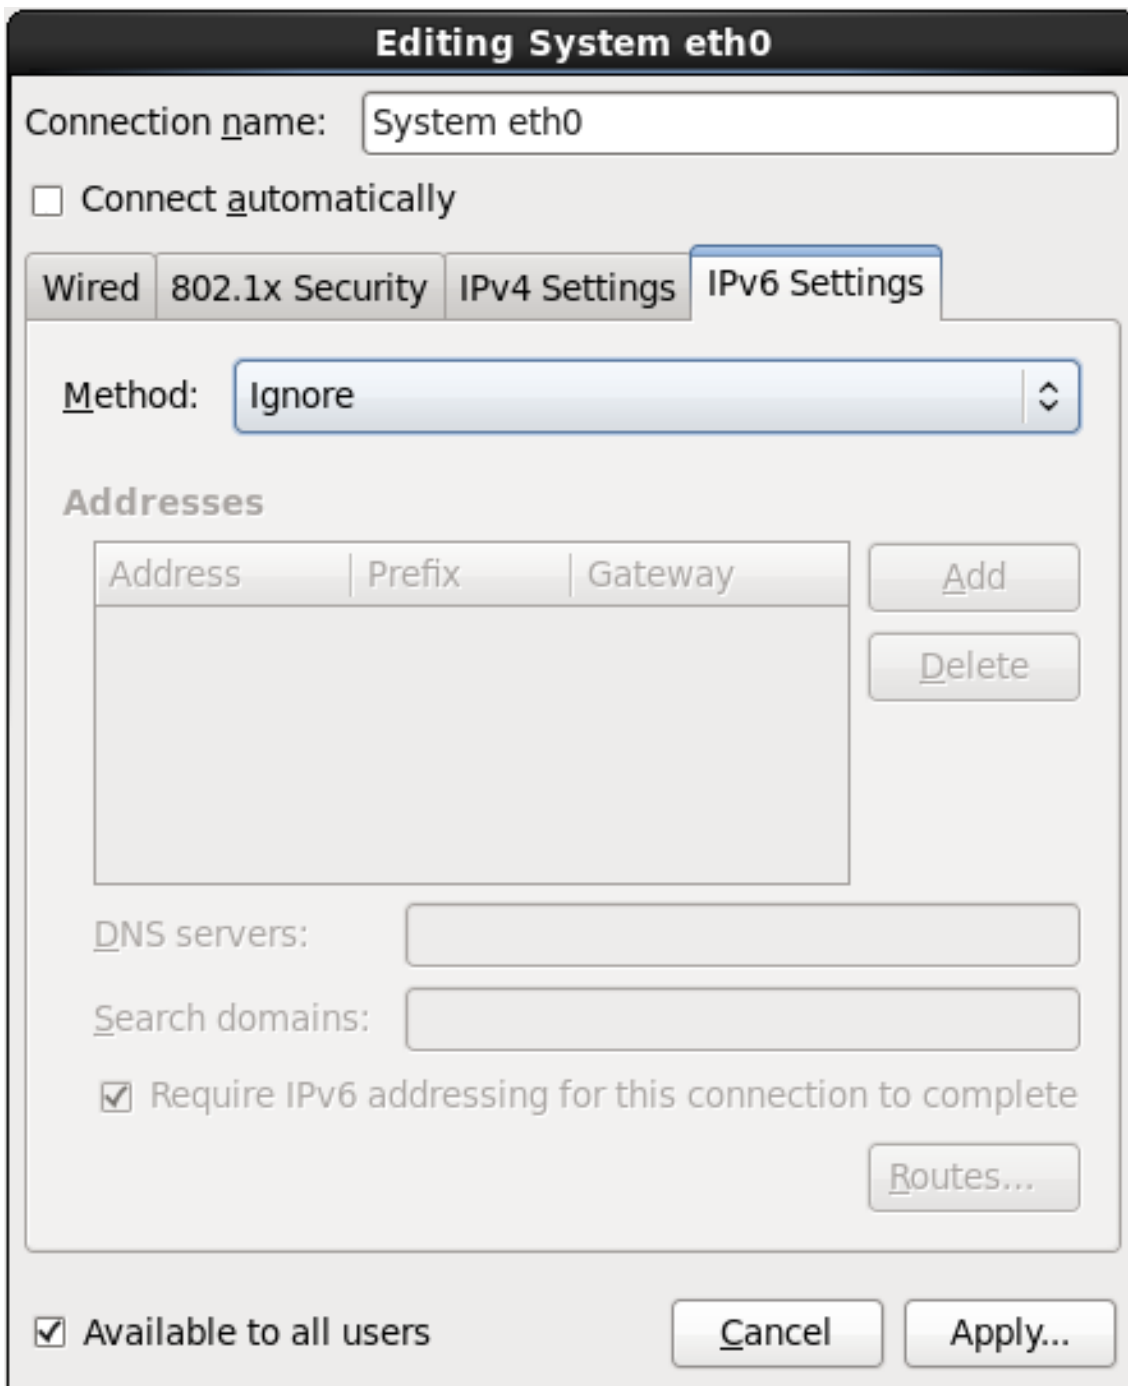 Editing System eth0
Connection name: System eth0
Connect automatically
Wired 802.1x Security IPv4 Settings IPv6 Settings
Method: Ignore
Addresses
Address Prefix Gateway Add
Delete
DNS servers:
Search domains:
Require IPv6 addressing for this connection to complete
Routes...
Available to all users Cancel Apply...